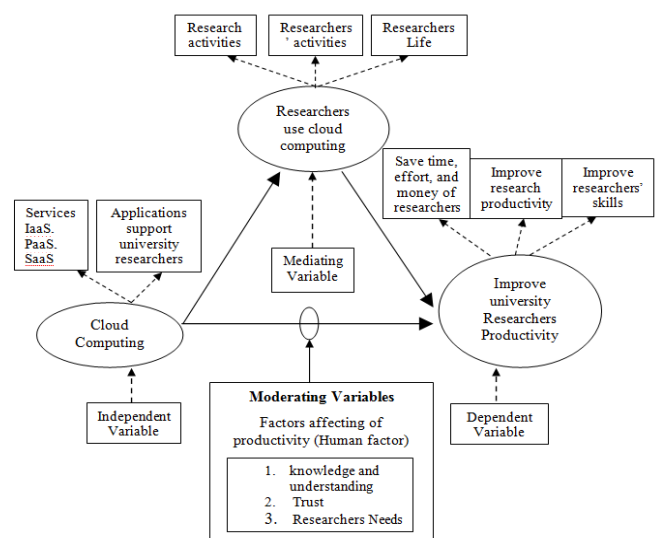 Research
activities
Researchers
’ activities
Researchers
Life
Researchers
use cloud
computing
Save time,
effort, and
money of
researchers
Improve
research
productivity
Improve
researchers’
skills
Services
IaaS.
PaaS.
SaaS
Applications
support
university
researchers
Mediating
Variable
Cloud
Computing
Improve
university
Researchers
Productivity
Independent
Variable
Moderating Variables
Factors affecting of
productivity (Human factor)
1. knowledge and
understanding
2. Trust
3. Researchers Needs
Dependent
Variable